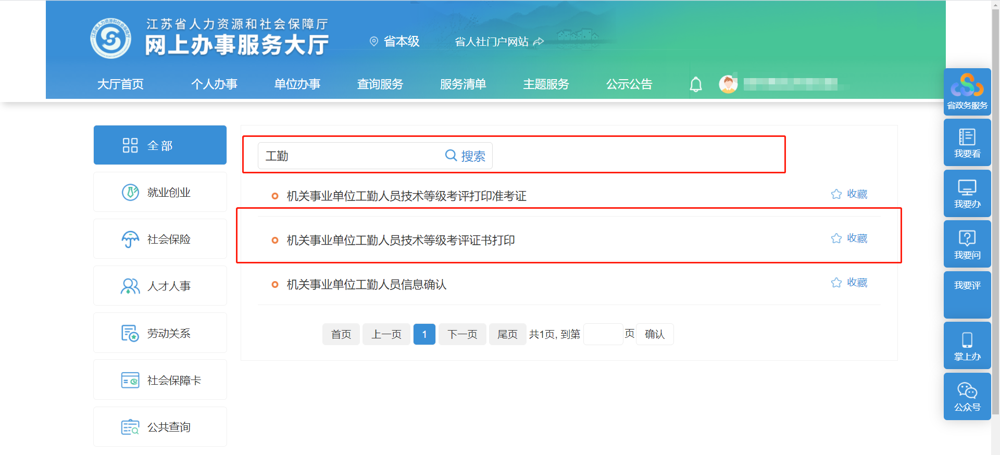 江苏省人力资源和社会保障厅
网上办事服务大厅
省本级
省人社门户网站
大厅首页 个人办事 单位办事 查询服务 服务清单 主题服务 公示公告
全部
就业创业
社会保险
人才人事
劳动关系
社会保障卡
公共查询
工勤 搜索
机关事业单位工勤人员技术等级考评打印准考证 收藏
机关事业单位工勤人员技术等级考评证书打印 收藏
机关事业单位工勤人员信息确认 收藏
首页 上一页 1 下一页 尾页 共1页, 到第 页 确认
省政务服务
我要看
我要办
我要问
我要评
掌上办
公众号